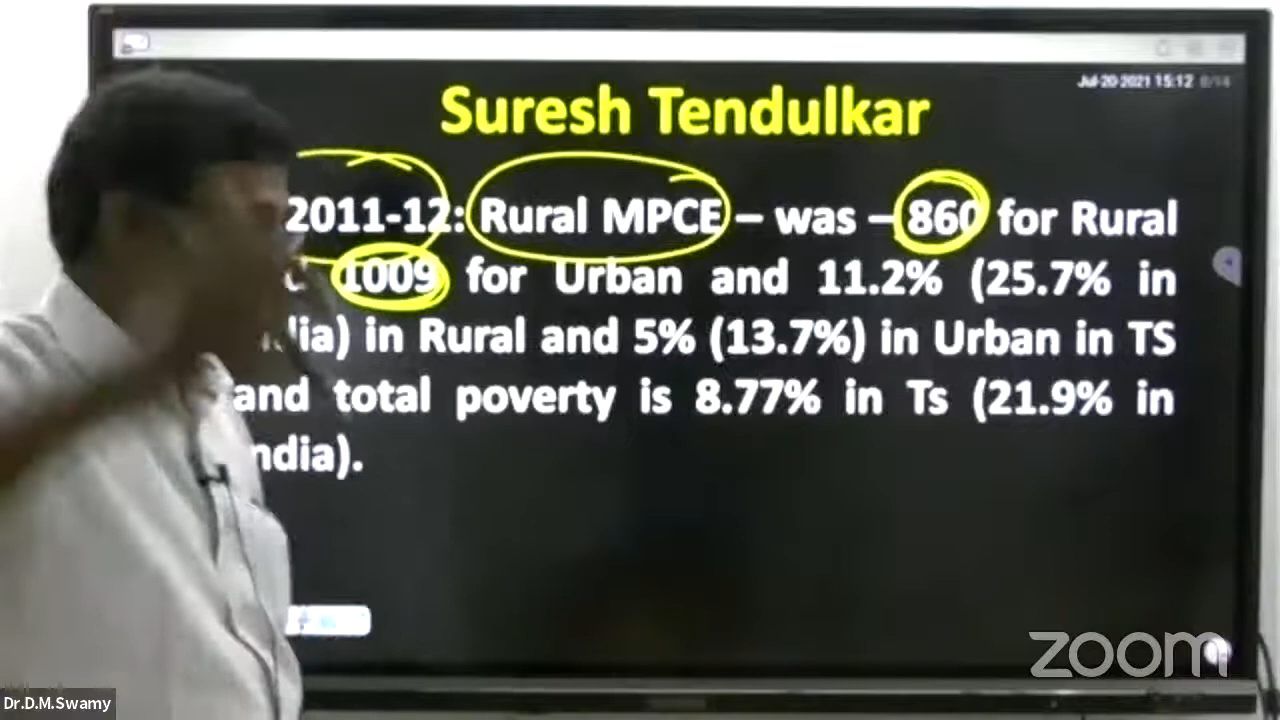 Jul-20-2021 15:12
Suresh Tendulkar
2011-12: Rural MPCE – was – 860 for Rural
1009 for Urban and 11.2% (25.7% in
in Rural and 5% (13.7%) in Urban in TS
and total poverty is 8.77% in Ts (21.9% in
zoom
Dr.D.M.Swamy